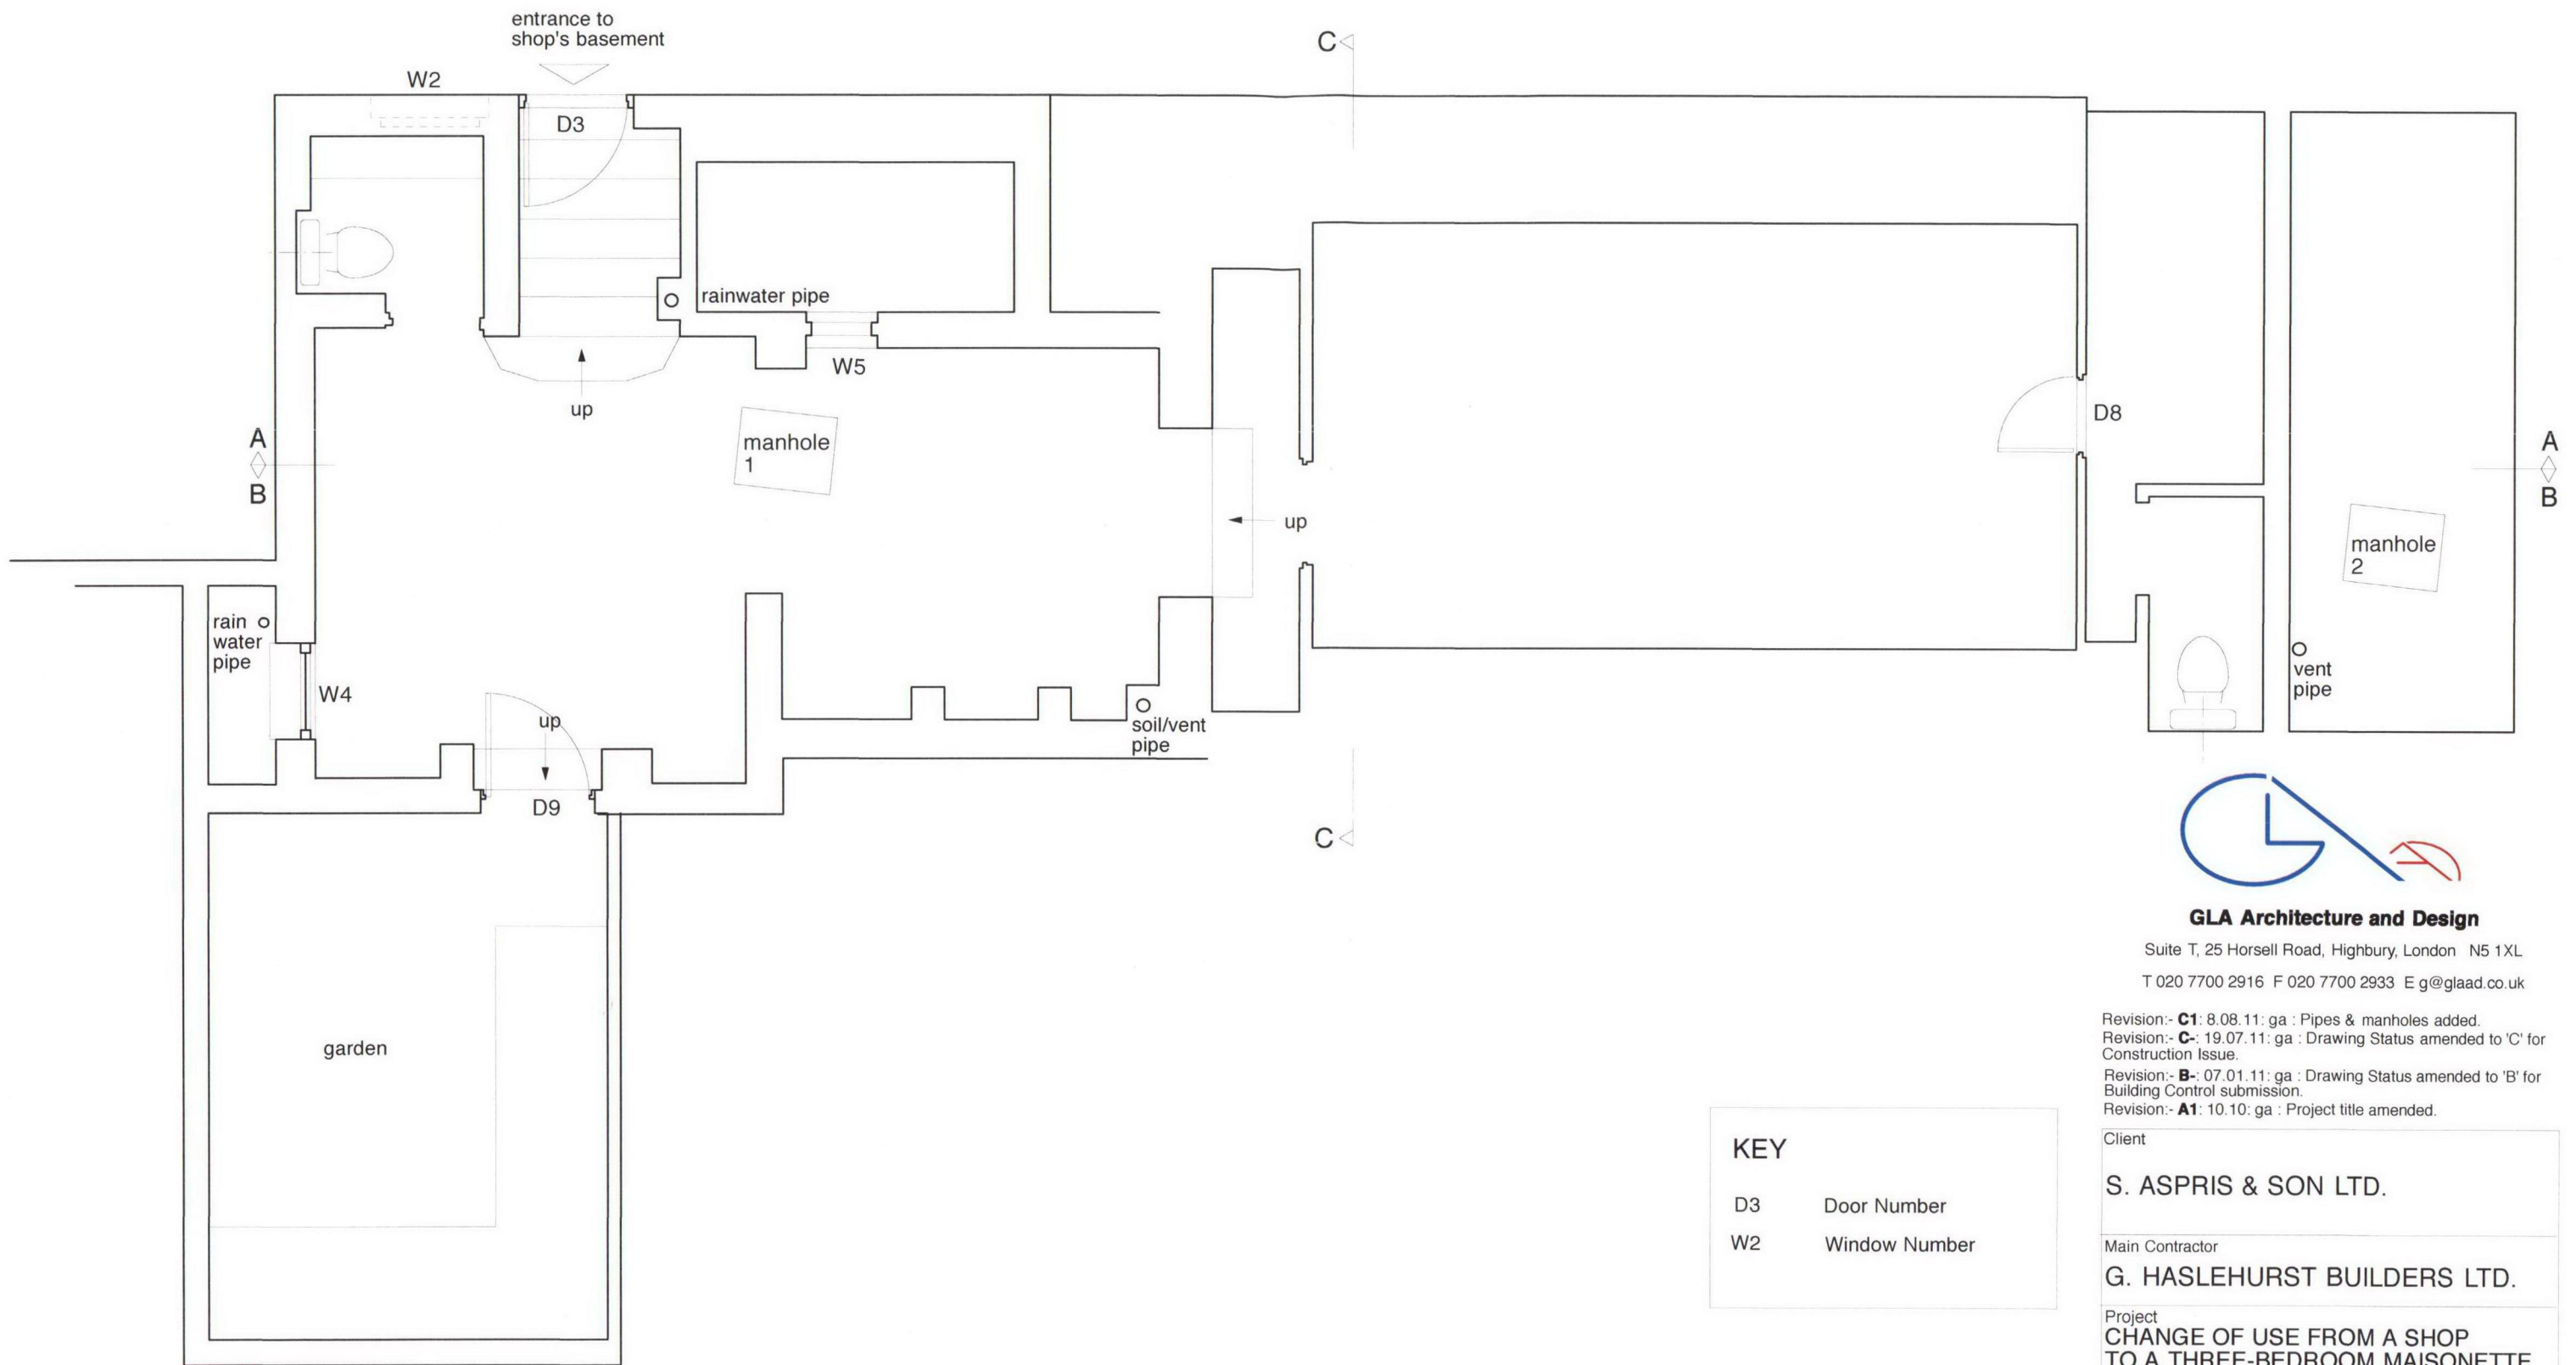 entrance to
shop's basement
C
W2
D3
rainwater pipe
W5
up
D8
A
B
manhole
1
A
B
up
manhole
2
rain
water
pipe
W4
up
soil/vent
pipe
vent
pipe
D9
C
garden
GLA Architecture and Design
Suite T, 25 Horsell Road, Highbury, London N5 1XL
T 020 7700 2916 F 020 7700 2933 E g@glaad.co.uk
Revision:- C1: 8.08.11: ga : Pipes & manholes added.
Revision:- C-: 19.07.11: ga : Drawing Status amended to 'C' for
Construction Issue.
Revision:- B-: 07.01.11: ga : Drawing Status amended to 'B' for
Building Control submission.
Revision:- A1: 10.10: ga : Project title amended.
KEY
D3 Door Number
W2 Window Number
Client
S. ASPRIS & SON LTD.
Main Contractor
G. HASLEHURST BUILDERS LTD.
Project
CHANGE OF USE FROM A SHOP
TO A THREE-BEDROOM MAISONETTE